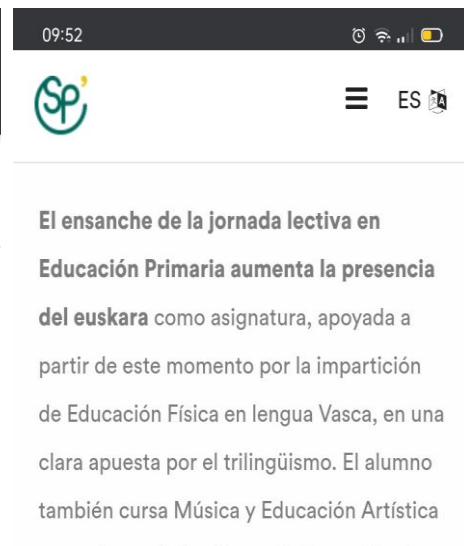 09:52
SP'
ES
El ensanche de la jornada lectiva en
Educación Primaria aumenta la presencia
del euskara como asignatura, apoyada a
partir de este momento por la impartición
de Educación Física en lengua Vasca, en una
clara apuesta por el trilingüismo. El alumno
también cursa Música y Educación Artística